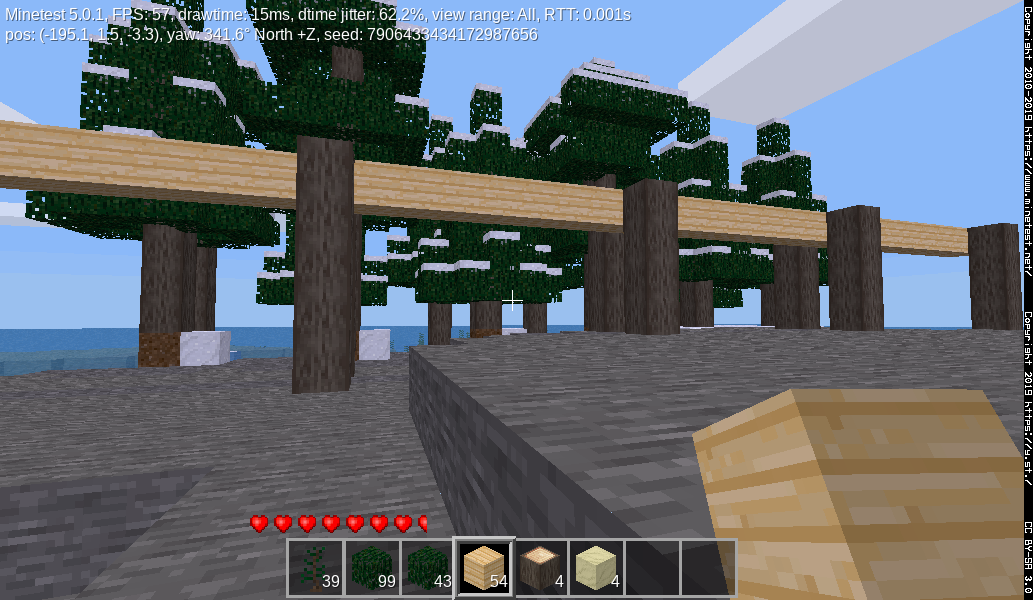 Minetest 5.0.1, FPS: 57, drawtime: 15ms, dtime jitter: 62.2%, view range: All, RTT: 0.001s
pos: (-195.1, 1.5, -3.3), yaw: 341.6° North +Z, seed: 7906433434172987656
39 99 43 54 4 4
Copyright 2010-2019 https://www.minetest.net/ Copyright 2019 https://y.st./ CC BY-SA 3.0